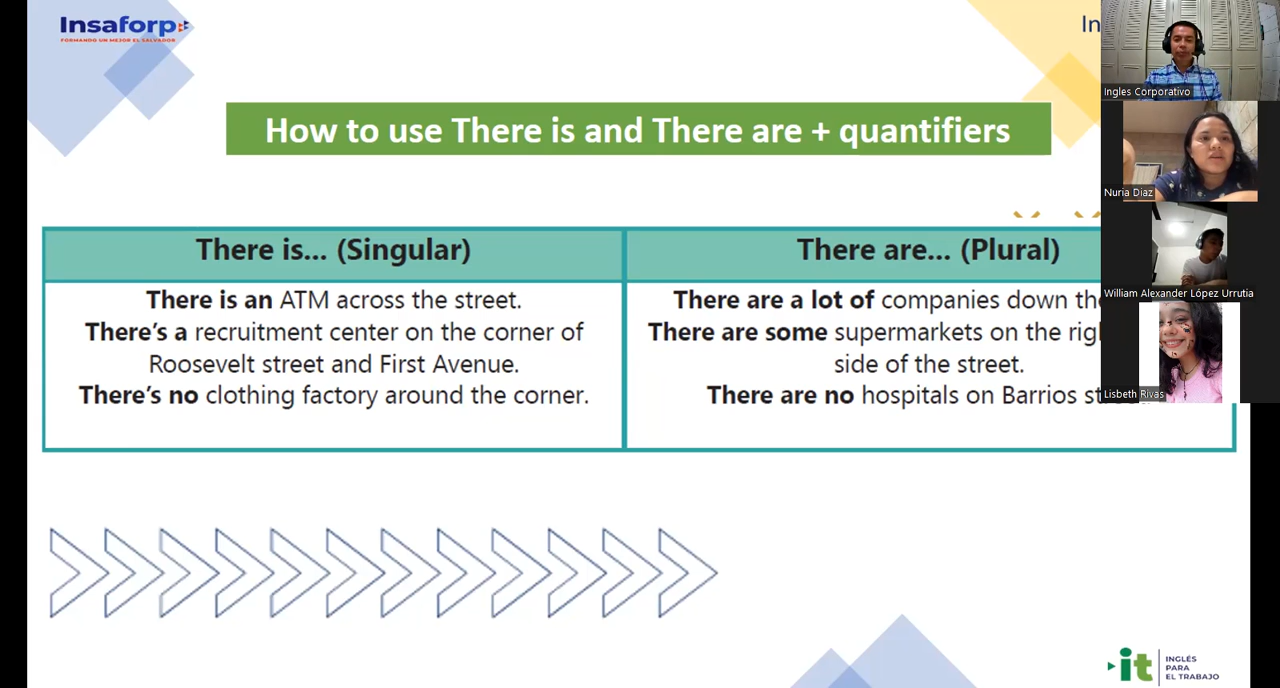 Insaforp
FORMANDO UN MEJOR EL SALVADOR
In
How to use There is and There are + quantifiers
There is... (Singular)
There is an ATM across the street.
There's a recruitment center on the corner of
Roosevelt street and First Avenue.
There's no clothing factory around the corner.
There are... (Plural)
There are a lot of companies down
There are some supermarkets on the
side of the street.
There are no hospitals on Barrios
Ingles Corporativo
Nuria Diaz
William Alexander López Urrutia
Lisbeth Rivas
it
INGLÉS
PARA
EL TRABAJO